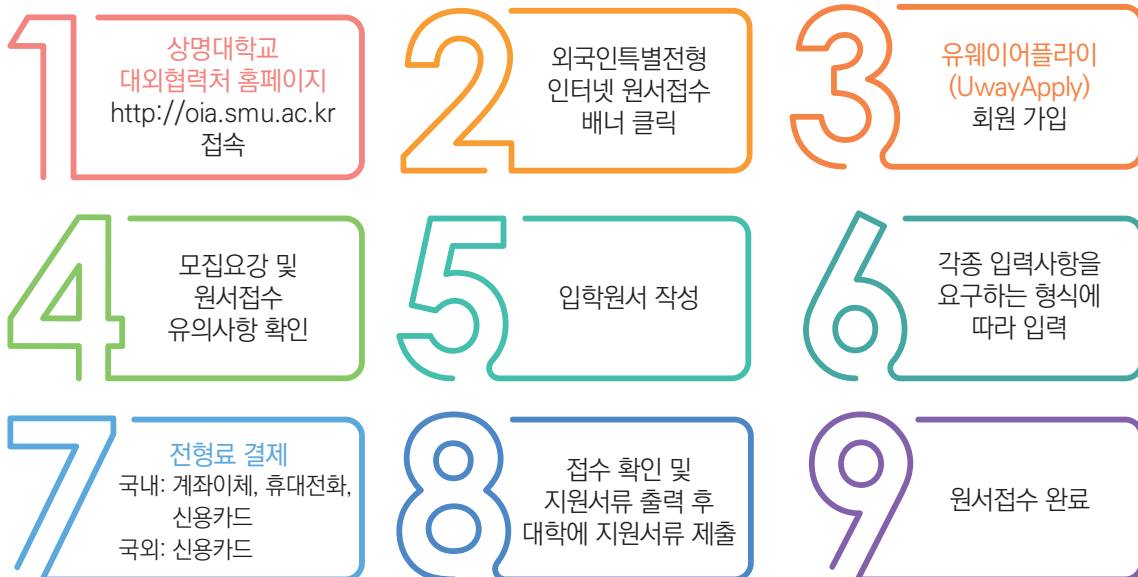 1
상명대학교
대외협력처 홈페이지
http://oia.smu.ac.kr
접속
2
외국인특별전형
인터넷 원서접수
배너 클릭
3
유웨이어플라이
(UwayApply)
회원 가입
4
모집요강 및
원서접수
유의사항 확인
5
입학원서 작성
6
각종 입력사항을
요구하는 형식에
따라 입력
7
전형료 결제
국내: 계좌이체, 휴대전화,
신용카드
국외: 신용카드
8
접수 확인 및
지원서류 출력 후
대학에 지원서류 제출
9
원서접수 완료